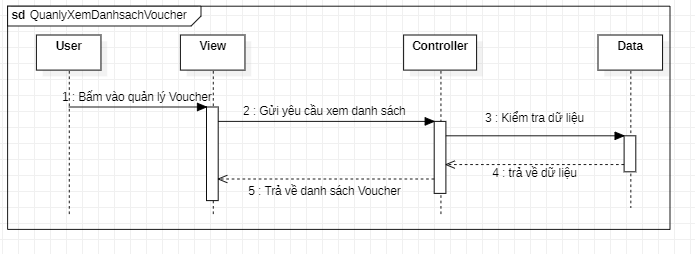 sd QuanlyXemDanhsachVoucher
User
View
Controller
Data
1 : Bấm vào quản lý Voucher
2 : Gửi yêu cầu xem danh sách
3 : Kiểm tra dữ liệu
4 : trả về dữ liệu
5 : Trả về danh sách Voucher